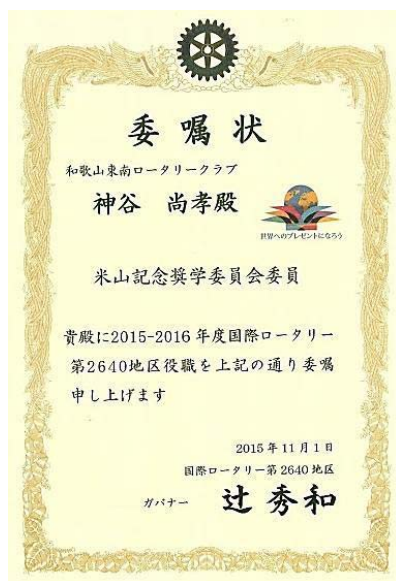 委嘱状
和歌山東南ロータリークラブ
神谷 尚孝殿
世界へのプレゼントになろう
米山記念奨学委員会委員
貴殿に2015-2016年度国際ロータリー
第2640地区役職を上記の通り委嘱
申し上げます
2015年11月1日
国際ロータリー第2640地区
ガバナー 辻秀和